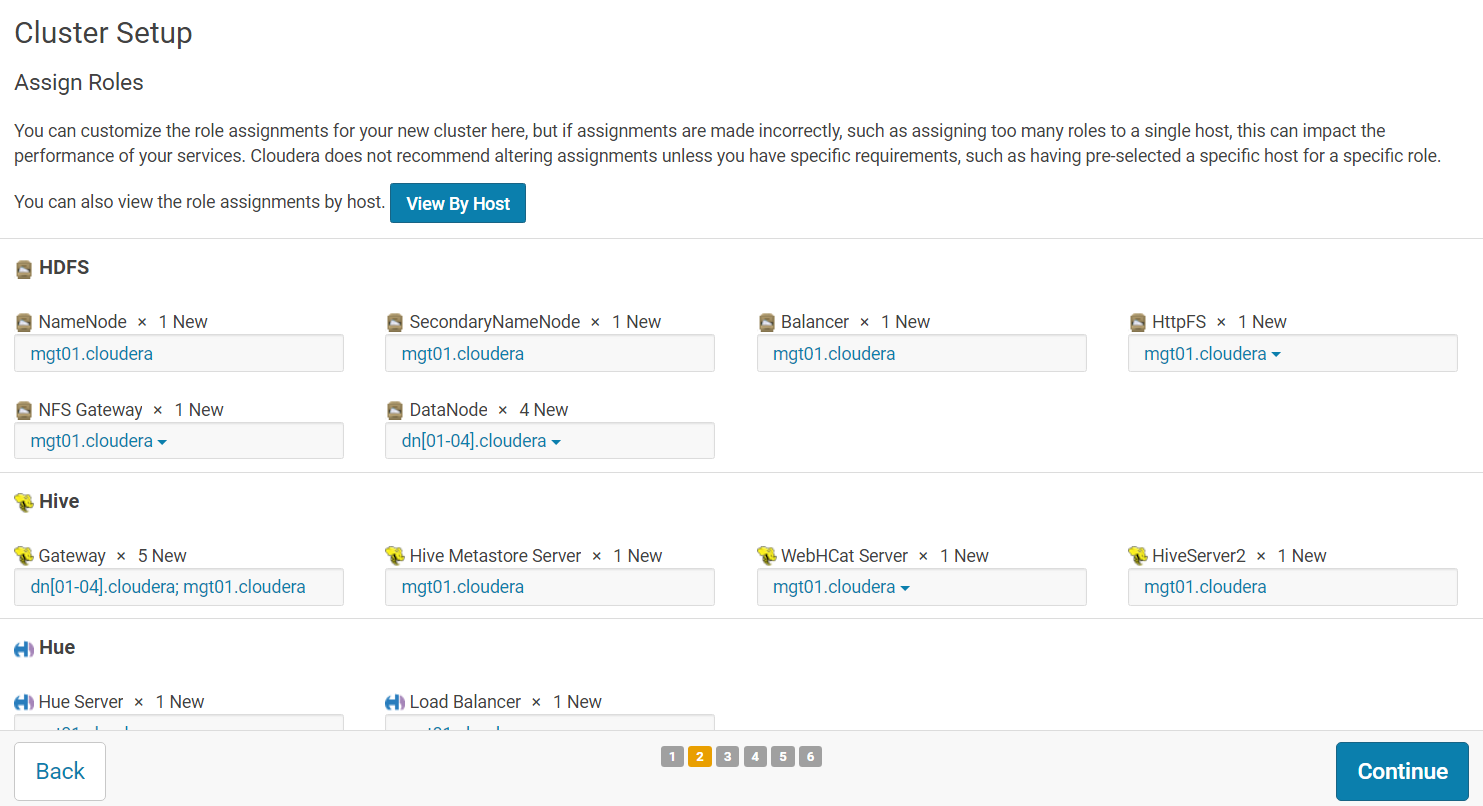 Cluster Setup
Assign Roles
You can customize the role assignments for your new cluster here, but if assignments are made incorrectly, such as assigning too many roles to a single host, this can impact the
performance of your services. Cloudera does not recommend altering assignments unless you have specific requirements, such as having pre-selected a specific host for a specific role.
You can also view the role assignments by host. View By Host
HDFS
NameNode × 1 New
mgt01.cloudera
SecondaryNameNode × 1 New
mgt01.cloudera
Balancer × 1 New
mgt01.cloudera
HttpFS × 1 New
mgt01.cloudera
NFS Gateway × 1 New
mgt01.cloudera
DataNode × 4 New
dn[01-04].cloudera
Hive
Gateway × 5 New
dn[01-04].cloudera; mgt01.cloudera
Hive Metastore Server × 1 New
mgt01.cloudera
WebHCat Server × 1 New
mgt01.cloudera
HiveServer2 × 1 New
mgt01.cloudera
Hue
Hue Server × 1 New
Load Balancer × 1 New
Back
1 2 3 4 5 6
Continue